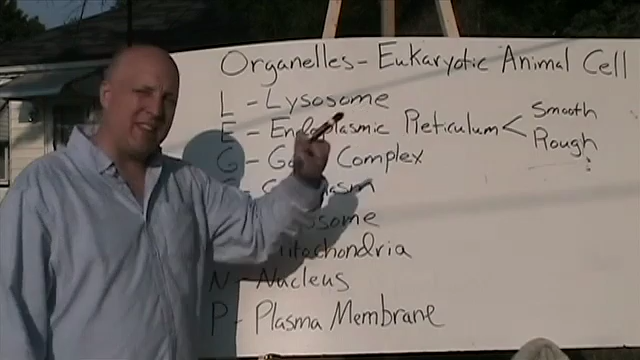 Organelles - Eukaryotic Animal Cell
L - Lysosome
E - Endoplasmic Reticulum < Smooth
Rough
G - Complex
N - Nucleus
P - Plasma Membrane